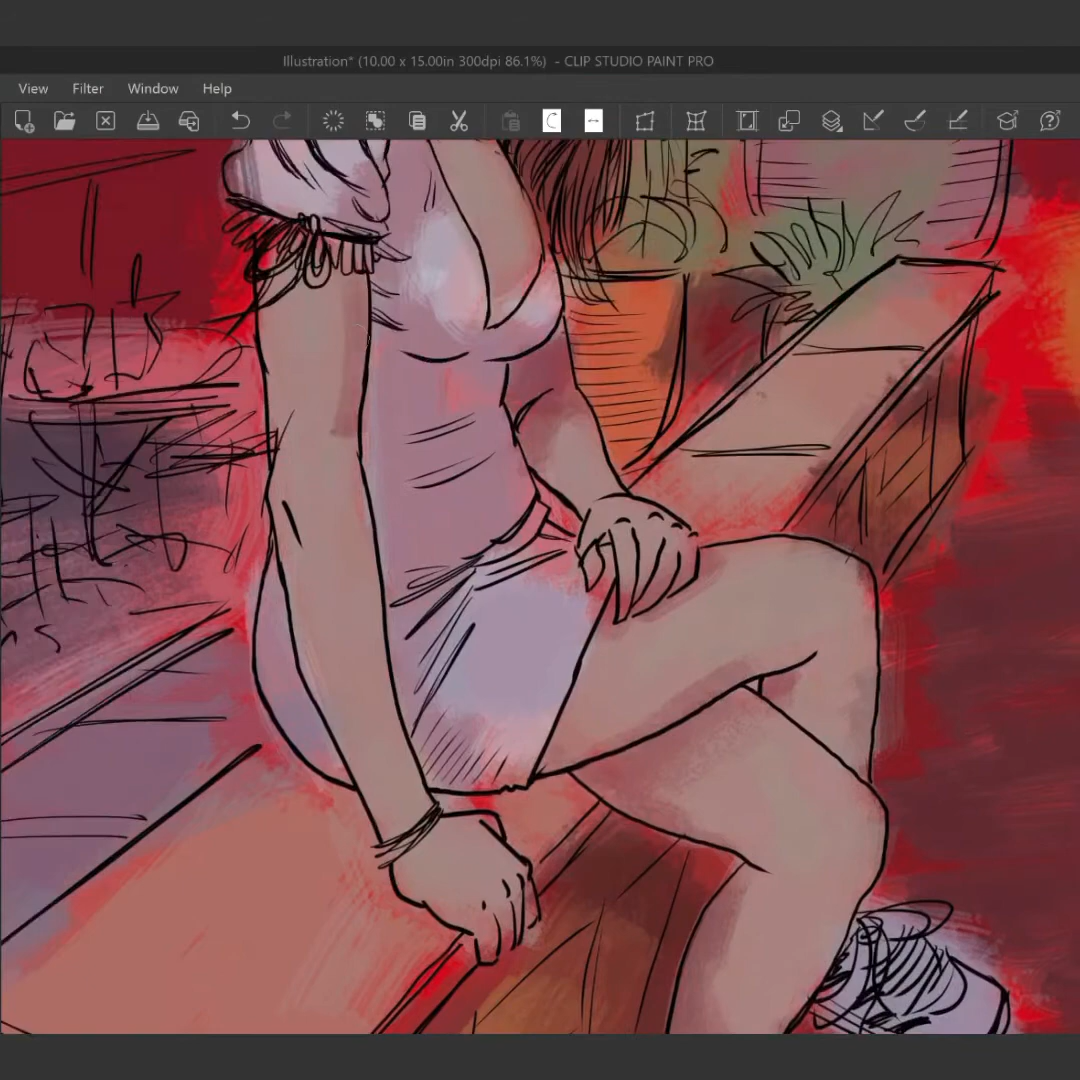 Illustration* (10.00 x 15.00in 300dpi 86.1%) - CLIP STUDIO PAINT PRO
View Filter Window Help